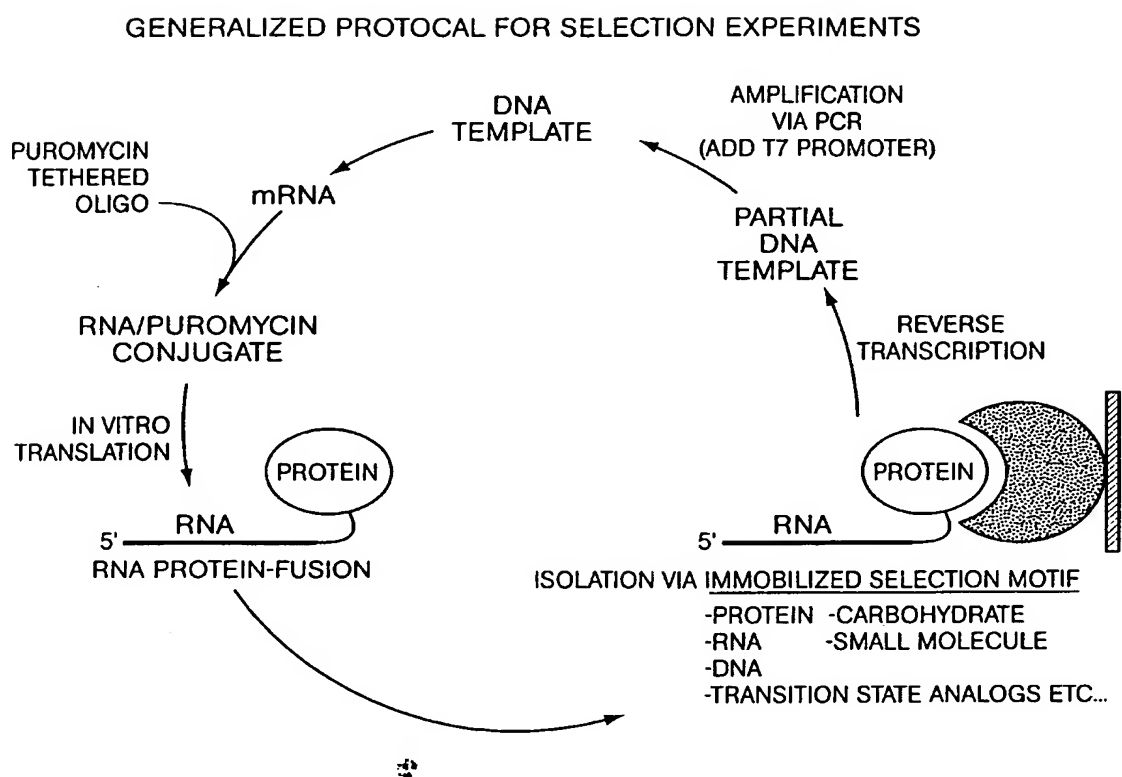 GENERALIZED PROTOCAL FOR SELECTION EXPERIMENTS
DNA
TEMPLATE
AMPLIFICATION
VIA PCR
(ADD T7 PROMOTER)
PUROMYCIN
TETHERED
OLIGO
mRNA
PARTIAL
DNA
TEMPLATE
RNA/PUROMYCIN
CONJUGATE
REVERSE
TRANSCRIPTION
IN VITRO
TRANSLATION
PROTEIN
RNA
5'
RNA PROTEIN-FUSION
PROTEIN
RNA
5'
ISOLATION VIA IMMOBILIZED SELECTION MOTIF
-PROTEIN -CARBOHYDRATE
-RNA -SMALL MOLECULE
-DNA
-TRANSITION STATE ANALOGS ETC...